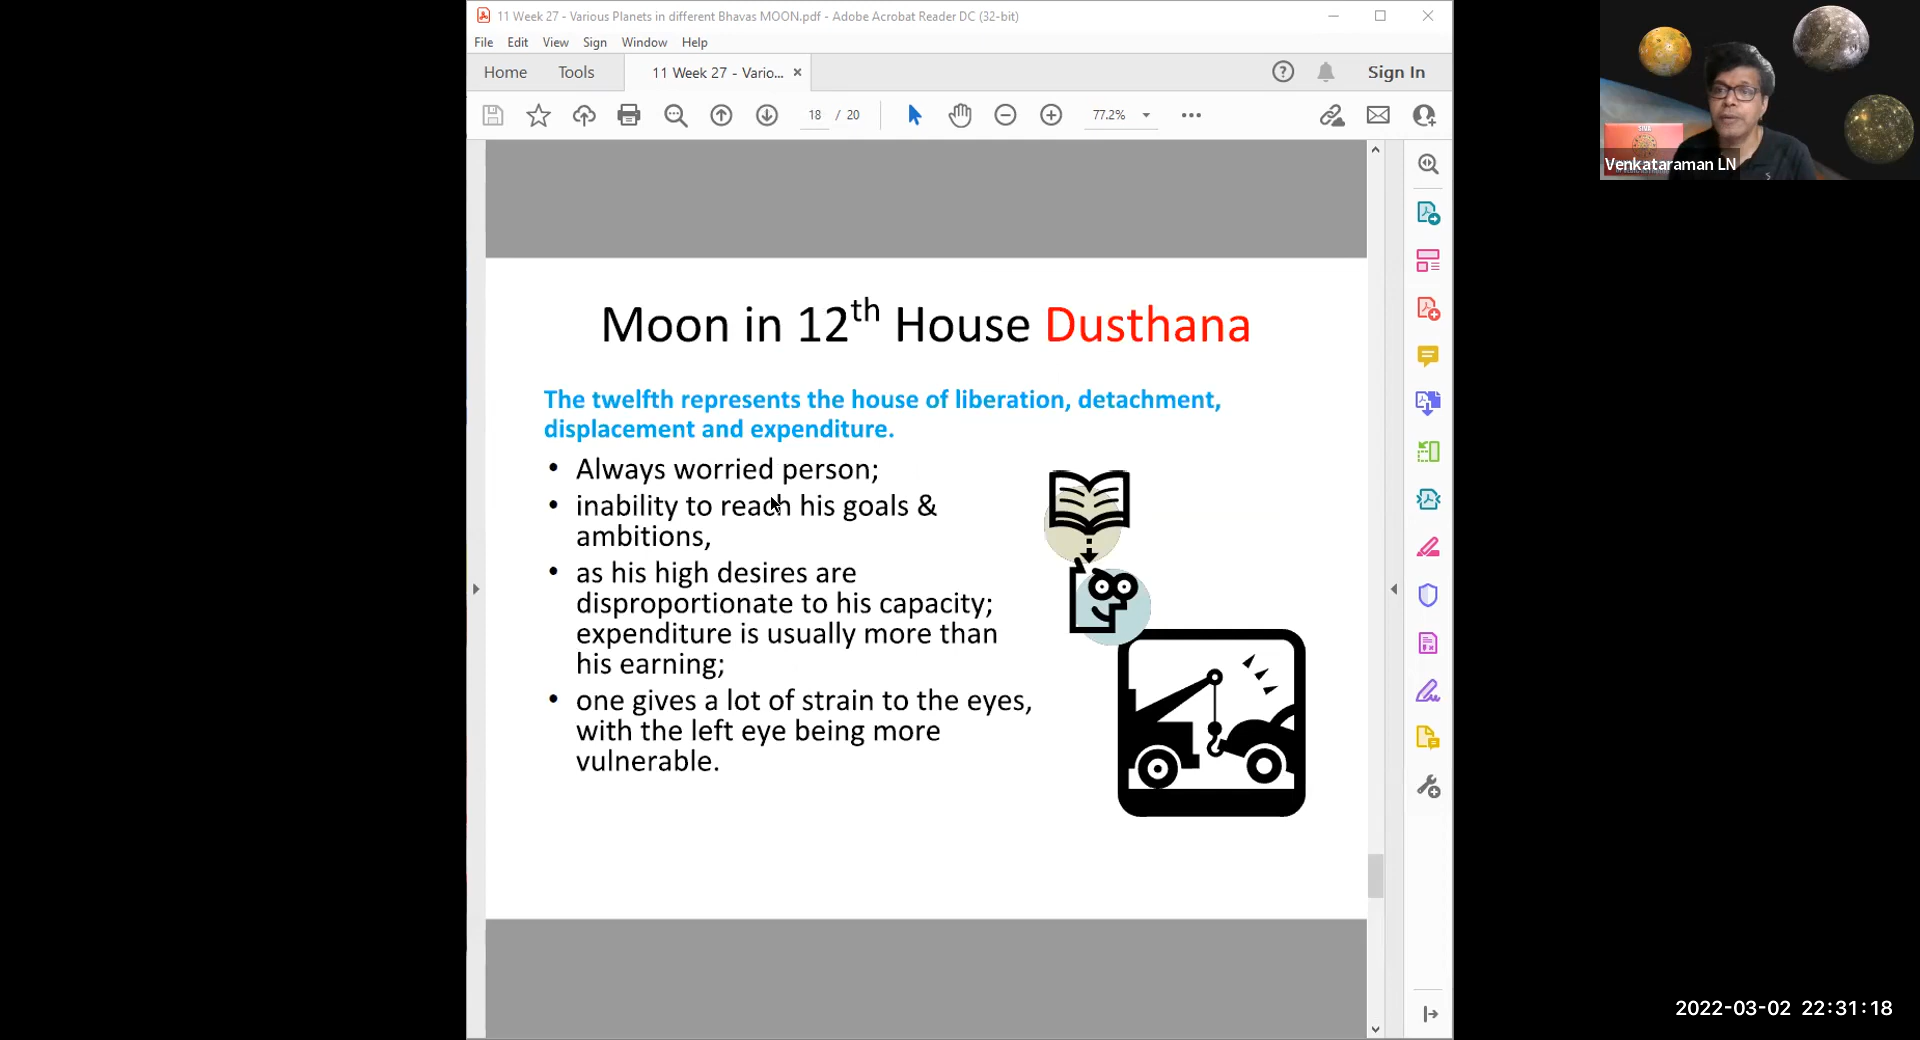 11 Week 27 - Various Planets in different Bhavas MOON.pdf - Adobe Acrobat Reader DC (32-bit)
File Edit View Sign Window Help
Home Tools 11 Week 27 - Vario... × Sign In
18 / 20 77.2%
Moon in 12th House Dusthana
The twelfth represents the house of liberation, detachment,
displacement and expenditure.
• Always worried person;
• inability to reach his goals &
ambitions,
• as his high desires are
disproportionate to his capacity;
expenditure is usually more than
his earning;
• one gives a lot of strain to the eyes,
with the left eye being more
vulnerable.
Venkataraman LN
2022-03-02 22:31:18